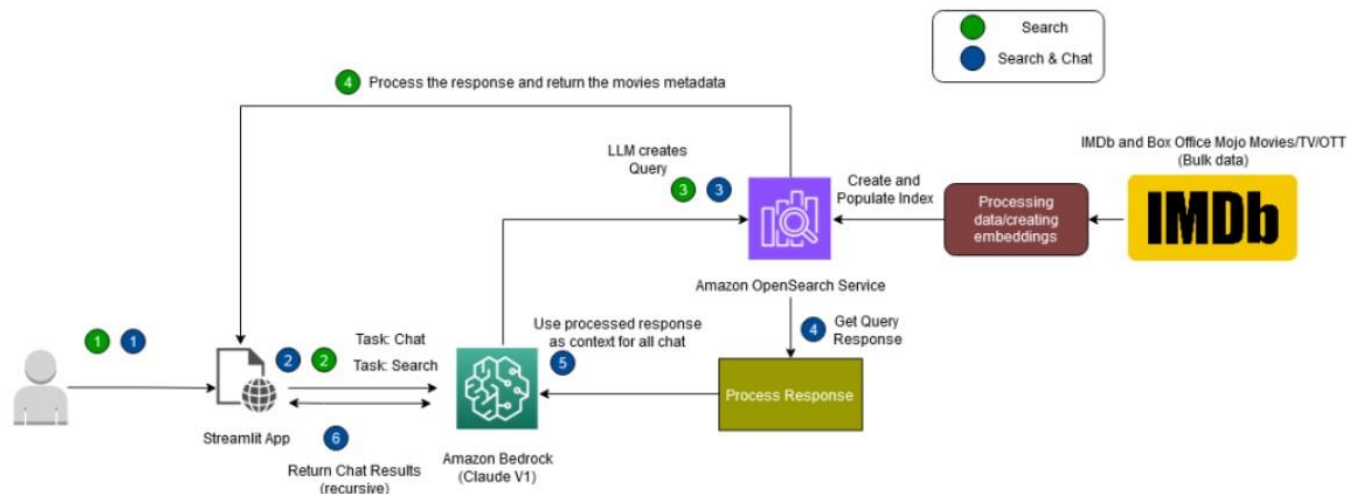 Search
Search & Chat
4 Process the response and return the movies metadata
IMDb and Box Office Mojo Movies/TV/OTT
(Bulk data)
IMDb
LLM creates
Query
3 3
Create and
Populate Index
Processing
data/creating
embeddings
Amazon OpenSearch Service
4 Get Query
Response
Use processed response
as context for all chat
5
Process Response
1 1
2 2
Task: Chat
Task: Search
Streamlit App
6
Return Chat Results
(recursive)
Amazon Bedrock
(Claude V1)